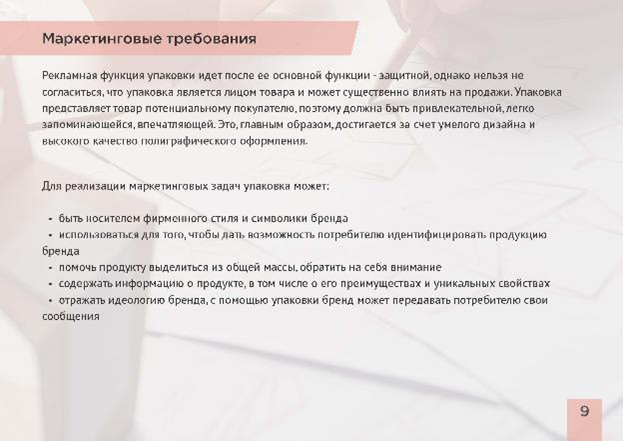 Маркетинговые требования
Рекламная функция упаковки идет после ее основной функции - защитной, однако нельзя не
согласиться, что упаковка является лицом товара и может существенно влиять на продажи. Упаковка
представляет товар потенциальному покупателю, поэтому должна быть привлекательной, легко
запоминающейся, впечатляющей. Это, главным образом, достигается за счет умелого дизайна и
высокого качество полиграфического оформления.
Для реализации маркетинговых задач упаковка может:
• быть носителем фирменного стиля и символики бренда
• использоваться для того, чтобы дать возможность потребителю идентифицировать продукцию
бренда
• помочь продукту выделиться из общей массы, обратить на себя внимание
• содержать информацию о продукте, в том числе о его преимуществах и уникальных свойствах
• отражать идеологию бренда, с помощью упаковки бренд может передавать потребителю свои
сообщения
9